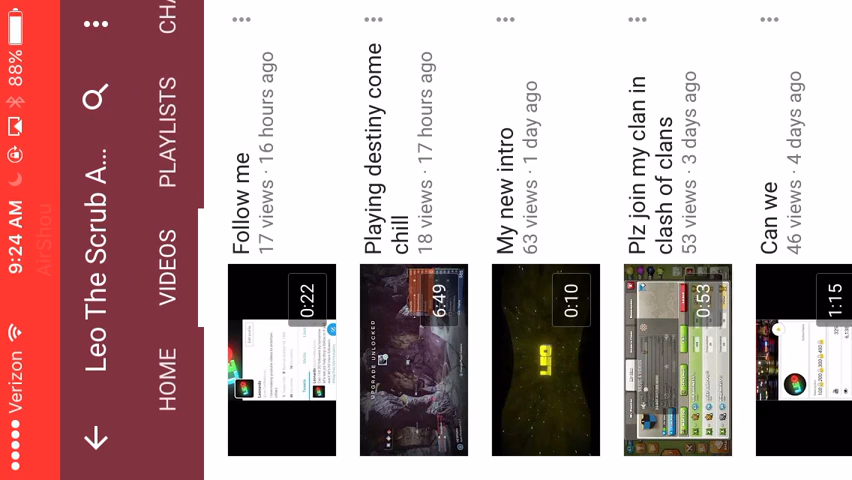 Verizon 9:24 AM 88%
AirShou
Leo The Scrub A...
HOME VIDEOS PLAYLISTS CHA
0:22
Follow me
17 views · 16 hours ago
UPGRADE UNLOCKED
6:49
Playing destiny come
chill
18 views · 17 hours ago
LEO
0:10
My new intro
63 views · 1 day ago
0:53
Plz join my clan in
clash of clans
53 views · 3 days ago
1:15
Can we
46 views · 4 days ago